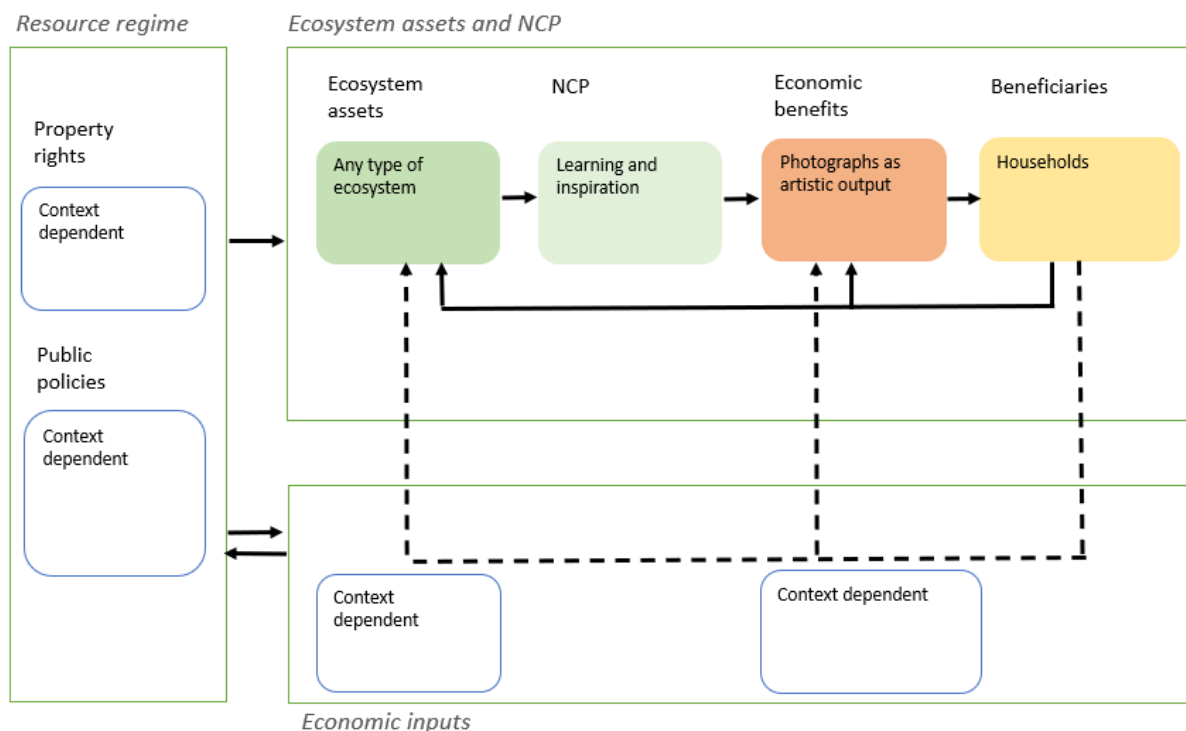 Resource regime
Ecosystem assets and NCP
Ecosystem
assets
NCP
Economic
benefits
Beneficiaries
Property
rights
Any type of
ecosystem
Learning and
inspiration
Photographs as
artistic output
Households
Context
dependent
Public
policies
Context
dependent
Context
dependent
Context dependent
Economic inputs